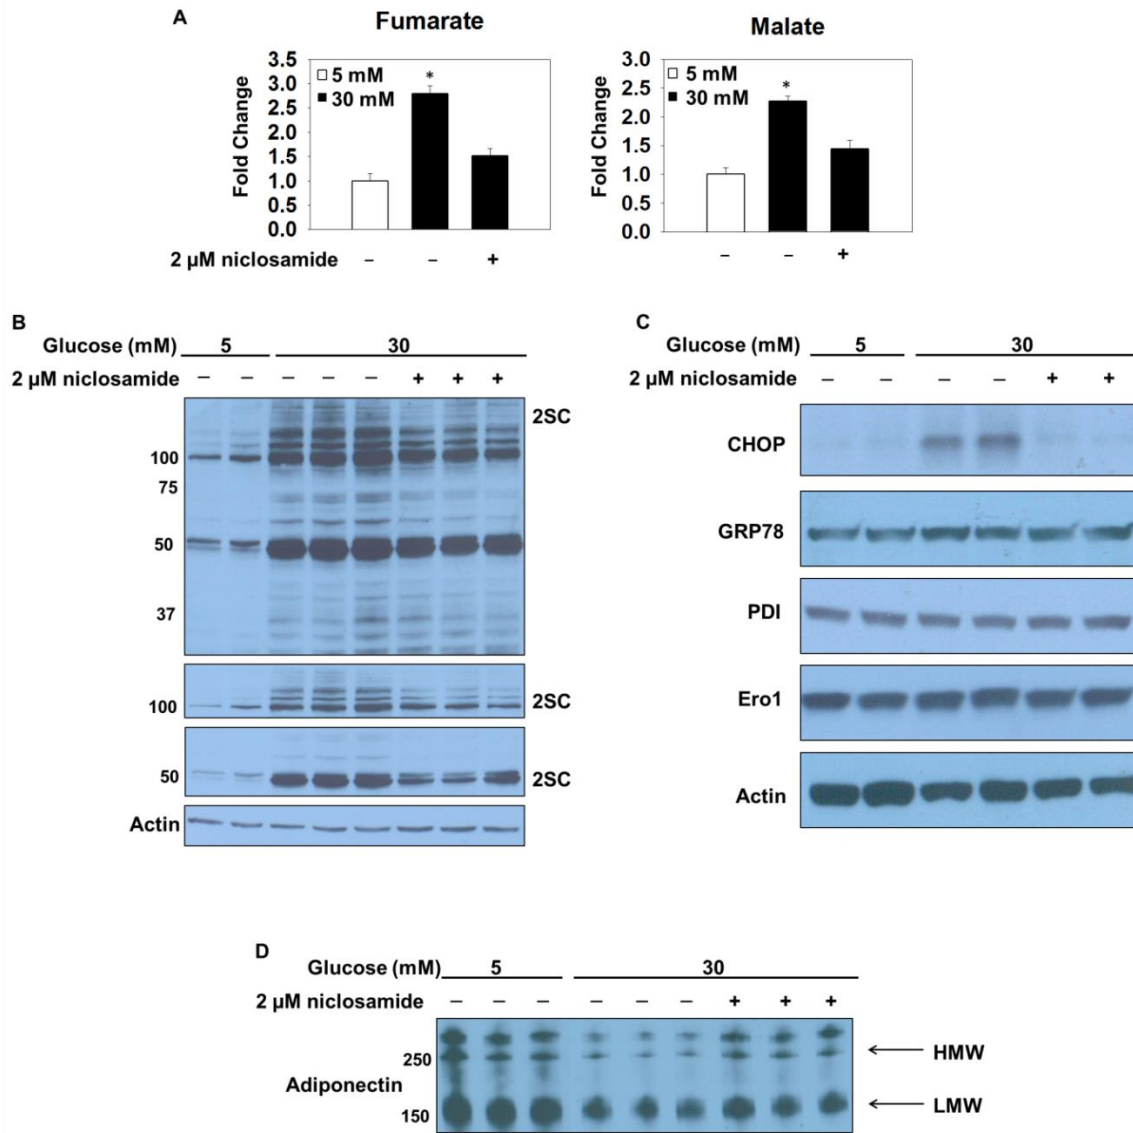 A
Fumarate
Malate
Fold Change
3.5
3.0
2.5
2.0
1.5
1.0
0.5
0.0
5 mM
30 mM
*
2 µM niclosamide – – +
Fold Change
3.0
2.5
2.0
1.5
1.0
0.5
0.0
5 mM
30 mM
*
– – +
B
Glucose (mM) 5 30
2 µM niclosamide – – – – – + + +
2SC
100
75
50
37
100 2SC
50 2SC
Actin
C
Glucose (mM) 5 30
2 µM niclosamide – – – – + +
CHOP
GRP78
PDI
Ero1
Actin
D
Glucose (mM) 5 30
2 µM niclosamide – – – – – – + + +
250 HMW
Adiponectin
150 LMW